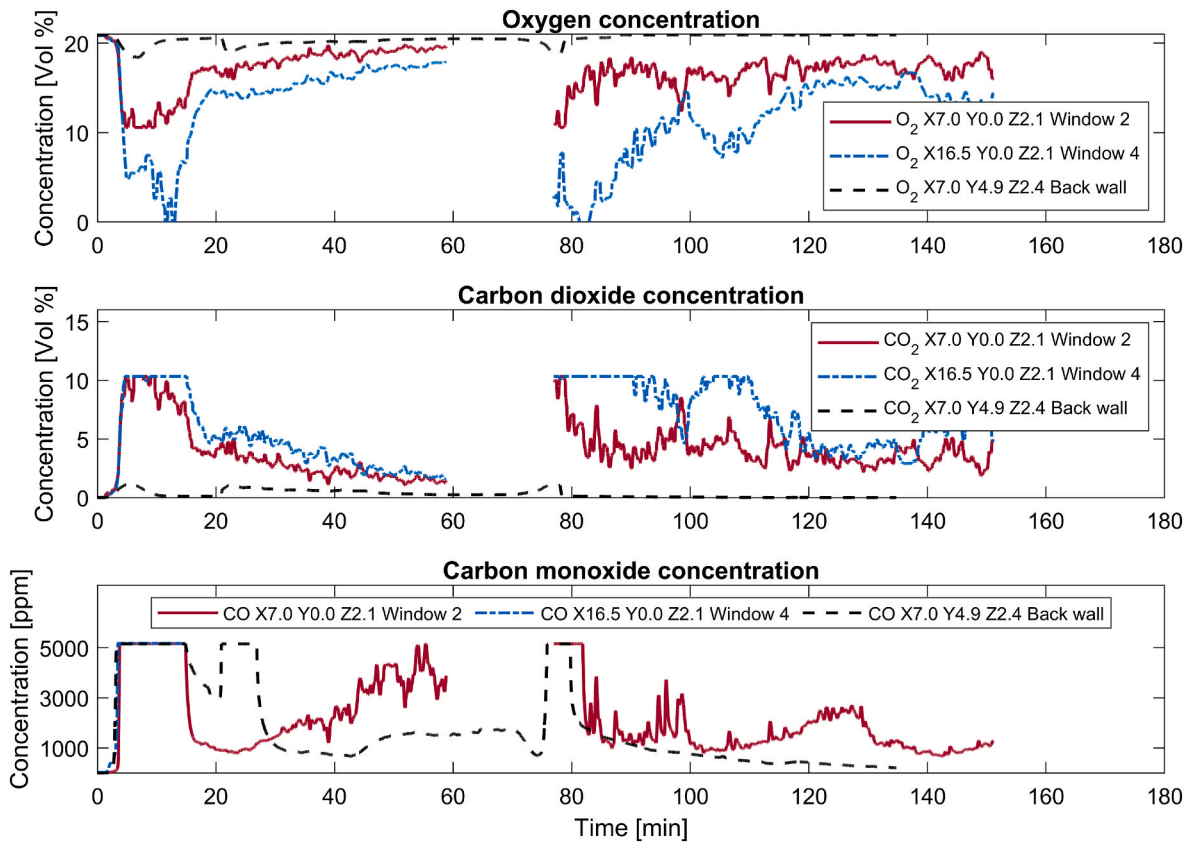 Oxygen concentration
Concentration [Vol %]
20
10
0
O2 X7.0 Y0.0 Z2.1 Window 2
O2 X16.5 Y0.0 Z2.1 Window 4
O2 X7.0 Y4.9 Z2.4 Back wall
0 20 40 60 80 100 120 140 160 180
Carbon dioxide concentration
Concentration [Vol %]
15
10
5
0
CO2 X7.0 Y0.0 Z2.1 Window 2
CO2 X16.5 Y0.0 Z2.1 Window 4
CO2 X7.0 Y4.9 Z2.4 Back wall
0 20 40 60 80 100 120 140 160 180
Carbon monoxide concentration
Concentration [ppm]
CO X7.0 Y0.0 Z2.1 Window 2 CO X16.5 Y0.0 Z2.1 Window 4 CO X7.0 Y4.9 Z2.4 Back wall
5000
3000
1000
0 20 40 60 80 100 120 140 160 180
Time [min]